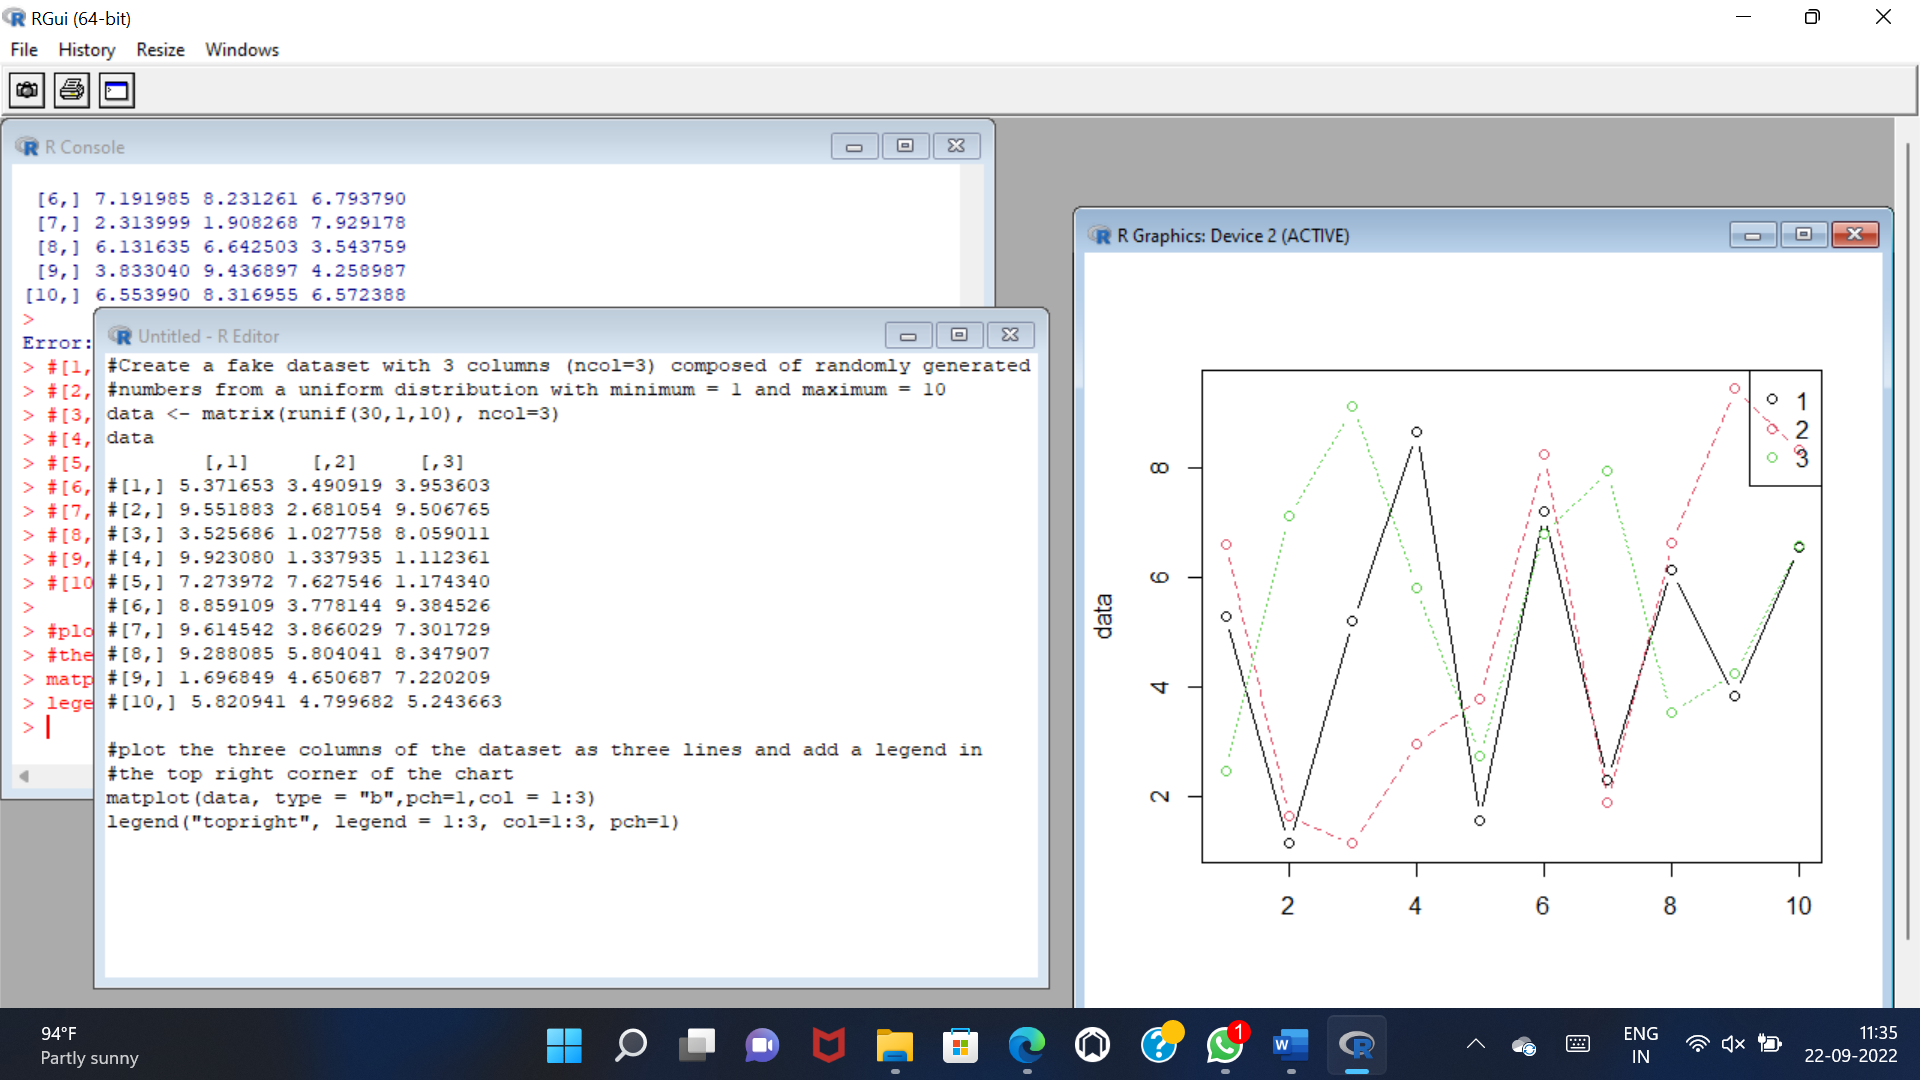 RGui (64-bit)
File History Resize Windows
R Console
[6,] 7.191985 8.231261 6.793790
[7,] 2.313999 1.908268 7.929178
[8,] 6.131635 6.642503 3.543759
[9,] 3.833040 9.436897 4.258987
[10,] 6.553990 8.316955 6.572388
>
Error:
> #[1,
> #[2,
> #[3,
> #[4,
> #[5,
> #[6,
> #[7,
> #[8,
> #[9,
> #[10
>
> #plo
> #the
> matp
> lege
>
Untitled - R Editor
#Create a fake dataset with 3 columns (ncol=3) composed of randomly generated
#numbers from a uniform distribution with minimum = 1 and maximum = 10
data <- matrix(runif(30,1,10), ncol=3)
data
[,1] [,2] [,3]
#[1,] 5.371653 3.490919 3.953603
#[2,] 9.551883 2.681054 9.506765
#[3,] 3.525686 1.027758 8.059011
#[4,] 9.923080 1.337935 1.112361
#[5,] 7.273972 7.627546 1.174340
#[6,] 8.859109 3.778144 9.384526
#[7,] 9.614542 3.866029 7.301729
#[8,] 9.288085 5.804041 8.347907
#[9,] 1.696849 4.650687 7.220209
#[10,] 5.820941 4.799682 5.243663
#plot the three columns of the dataset as three lines and add a legend in
#the top right corner of the chart
matplot(data, type = "b",pch=1,col = 1:3)
legend("topright", legend = 1:3, col=1:3, pch=1)
R Graphics: Device 2 (ACTIVE)
1
2
3
8
6
4
2
data
2 4 6 8 10
94°F
Partly sunny
1
ENG
IN
11:35
22-09-2022